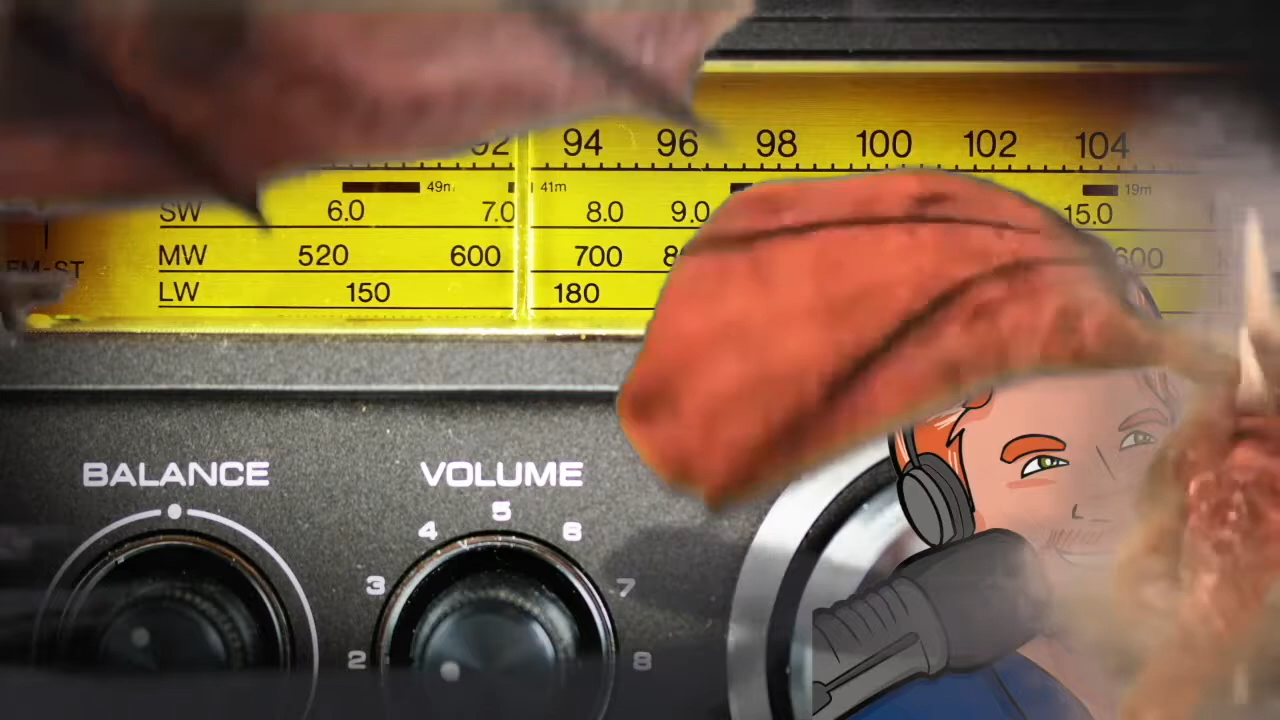 92 94 96 98 100 102 104
49m 41m 19m
SW 6.0 7.0 8.0 9.0 15.0
MW 520 600 700
LW 150 180
BALANCE VOLUME
5
4 6
3 7
2 8